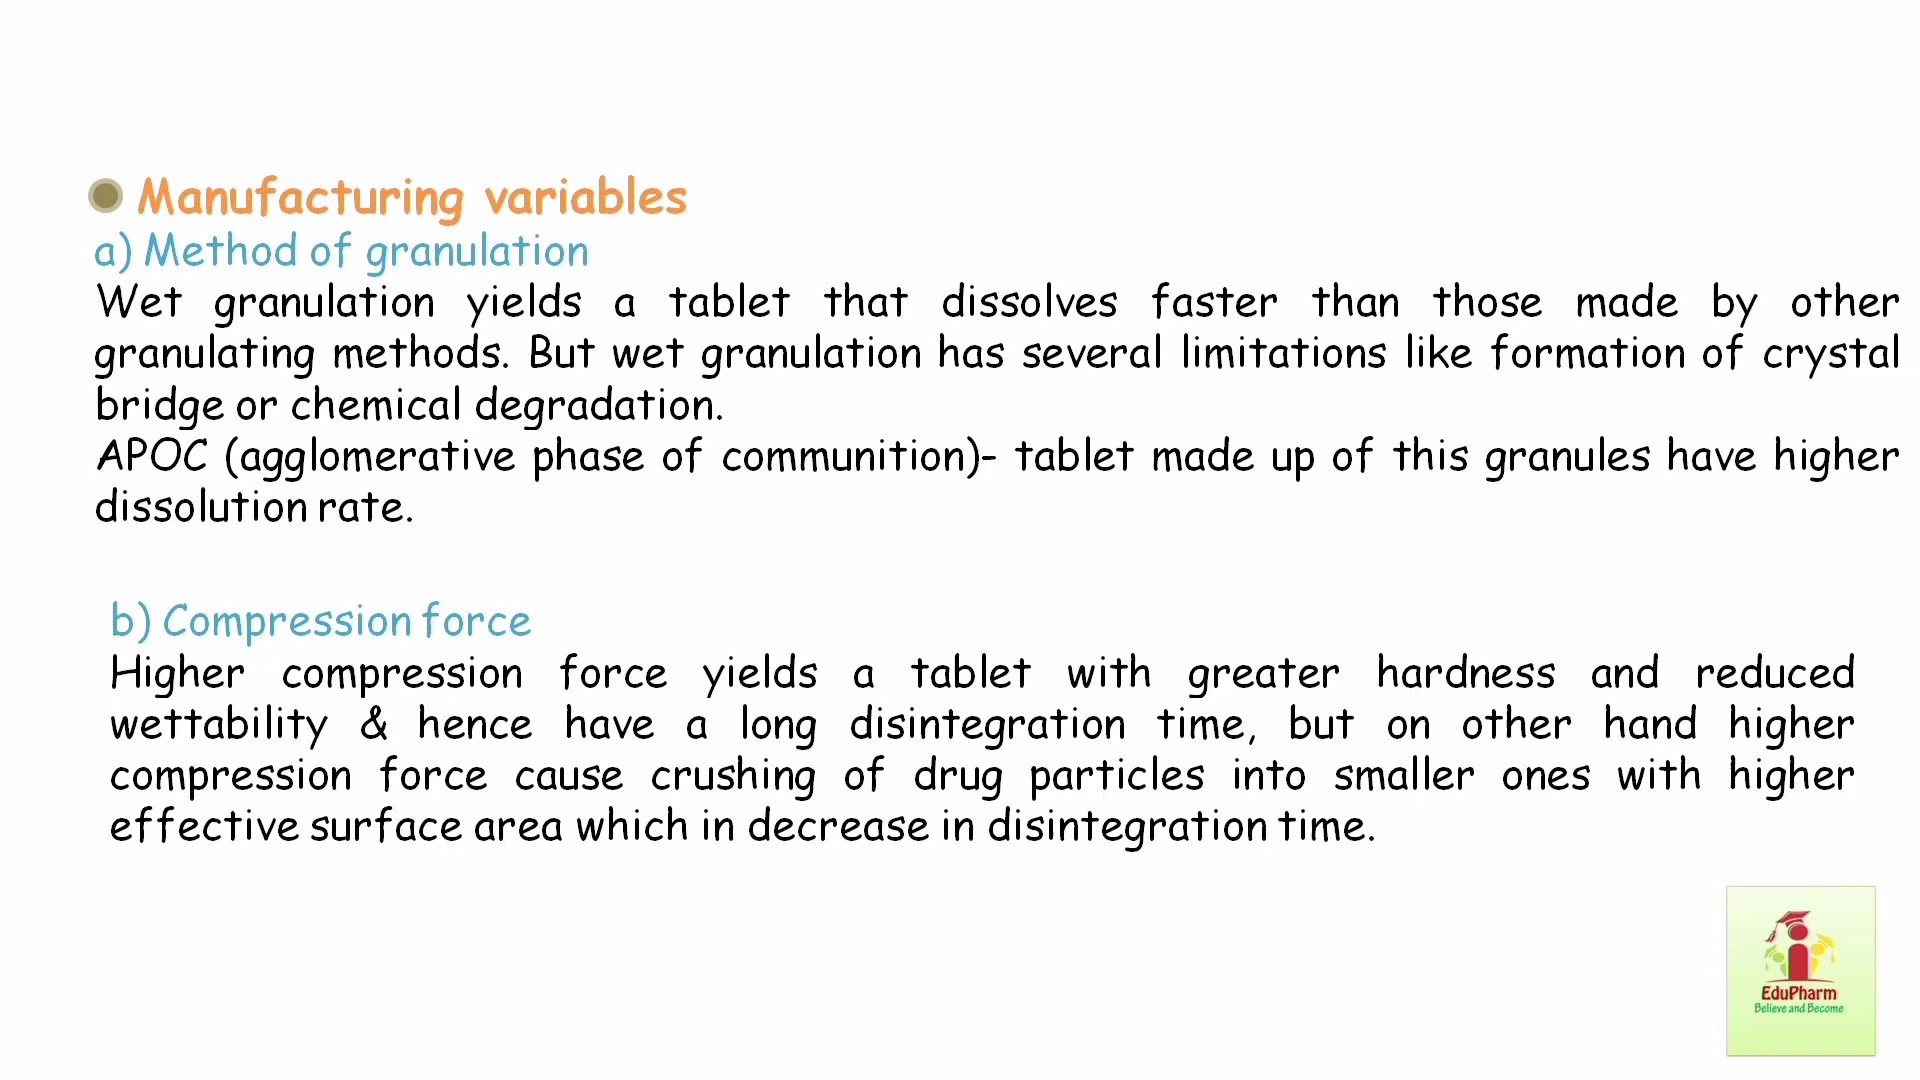 Manufacturing variables
a) Method of granulation
Wet granulation yields a tablet that dissolves faster than those made by other
granulating methods. But wet granulation has several limitations like formation of crystal
bridge or chemical degradation.
APOC (agglomerative phase of communition)- tablet made up of this granules have higher
dissolution rate.
b) Compression force
Higher compression force yields a tablet with greater hardness and reduced
wettability & hence have a long disintegration time, but on other hand higher
compression force cause crushing of drug particles into smaller ones with higher
effective surface area which in decrease in disintegration time.
EduPharm
Believe and Become